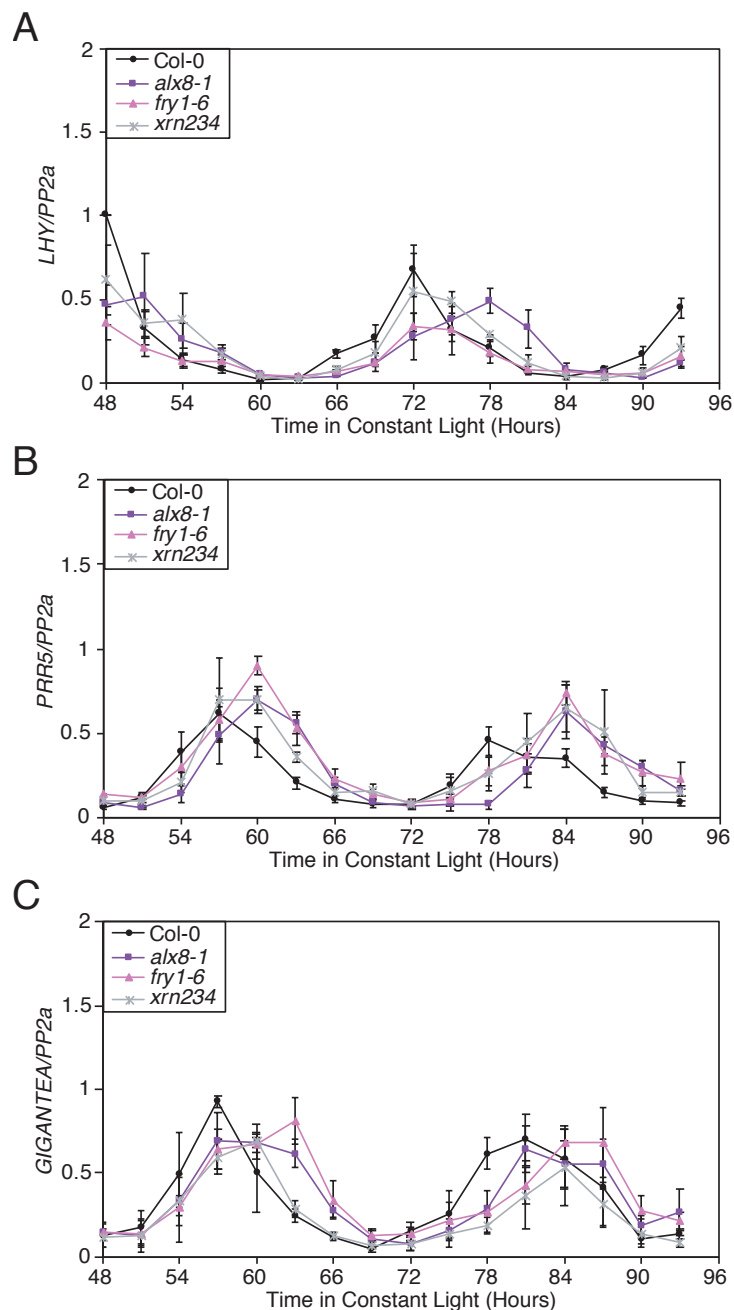 A
2
1.5
1
0.5
0
LHY/PP2a
Col-0
alx8-1
fry1-6
xrn234
48 54 60 66 72 78 84 90 96
Time in Constant Light (Hours)
B
2
1.5
1
0.5
0
PRR5/PP2a
Col-0
alx8-1
fry1-6
xrn234
48 54 60 66 72 78 84 90 96
Time in Constant Light (Hours)
C
2
1.5
1
0.5
0
GIGANTEA/PP2a
Col-0
alx8-1
fry1-6
xrn234
48 54 60 66 72 78 84 90 96
Time in Constant Light (Hours)